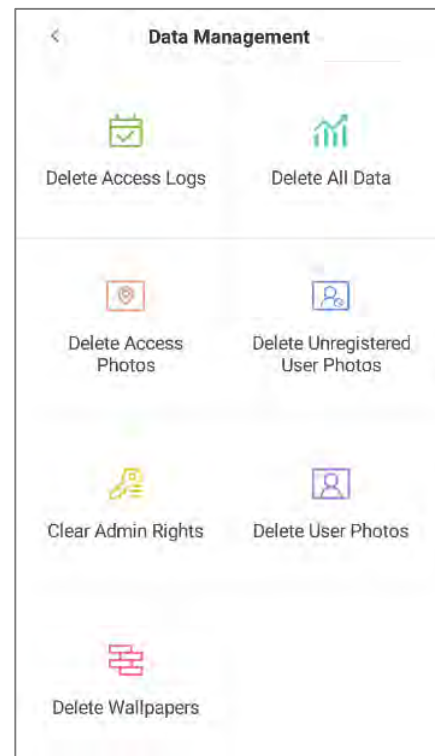 Data Management
Delete Access Logs
Delete All Data
Delete Access
Photos
Delete Unregistered
User Photos
Clear Admin Rights
Delete User Photos
Delete Wallpapers